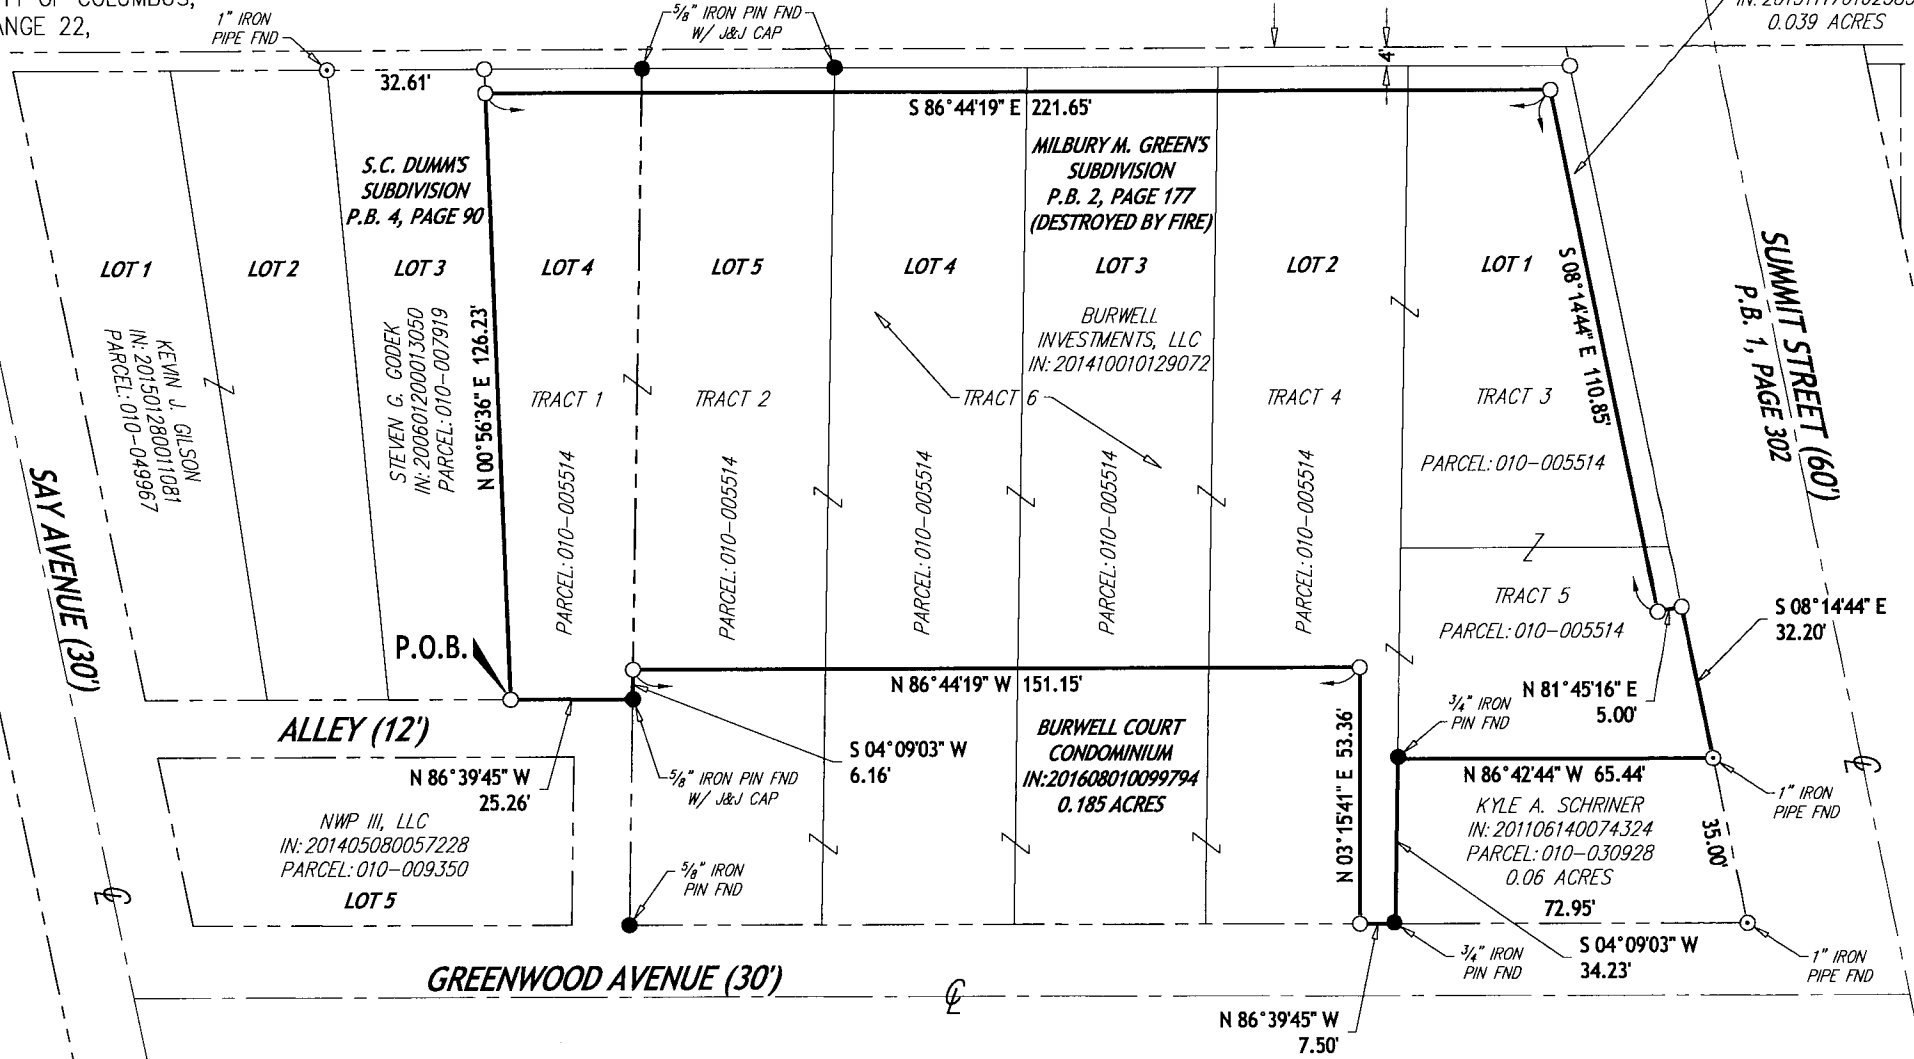 COLUMBUS,
RANGE 22,
1" IRON
PIPE FND
5/8" IRON PIN FND
W/ J&J CAP
4'
0.039 ACRES
32.61'
S 86°44'19" E 221.65'
S.C. DUMM'S
SUBDIVISION
P.B. 4, PAGE 90
MILBURY M. GREEN'S
SUBDIVISION
P.B. 2, PAGE 177
(DESTROYED BY FIRE)
LOT 1
LOT 2
LOT 3
LOT 4
LOT 5
LOT 4
LOT 3
LOT 2
LOT 1
S 08°14'44" E 110.85'
SUMMIT STREET (60')
P.B. 1, PAGE 302
KEVIN J. GILSON
IN: 201501280011081
PARCEL: 010-049967
STEVEN G. GODEK
IN: 200601200013050
PARCEL: 010-007919
N 00°56'36" E 126.23'
BURWELL
INVESTMENTS, LLC
IN: 201410010129072
TRACT 1
TRACT 2
TRACT 6
TRACT 4
TRACT 3
PARCEL: 010-005514
PARCEL: 010-005514
PARCEL: 010-005514
PARCEL: 010-005514
PARCEL: 010-005514
PARCEL: 010-005514
TRACT 5
PARCEL: 010-005514
SAY AVENUE (30')
P.O.B.
S 08°14'44" E
32.20'
N 86°44'19" W 151.15'
N 81°45'16" E
5.00'
3/4" IRON
PIN FND
ALLEY (12')
S 04°09'03" W
6.16'
BURWELL COURT
CONDOMINIUM
IN:201608010099794
0.185 ACRES
N 03°15'41" E 53.36'
N 86°39'45" W
25.26'
5/8" IRON PIN FND
W/ J&J CAP
N 86°42'44" W 65.44'
1" IRON
PIPE FND
KYLE A. SCHRINER
IN: 201106140074324
PARCEL: 010-030928
0.06 ACRES
35.00'
NWP III, LLC
IN: 201405080057228
PARCEL: 010-009350
LOT 5
5/8" IRON
PIN FND
72.95'
3/4" IRON
PIN FND
S 04°09'03" W
34.23'
1" IRON
PIPE FND
GREENWOOD AVENUE (30')
N 86°39'45" W
7.50'